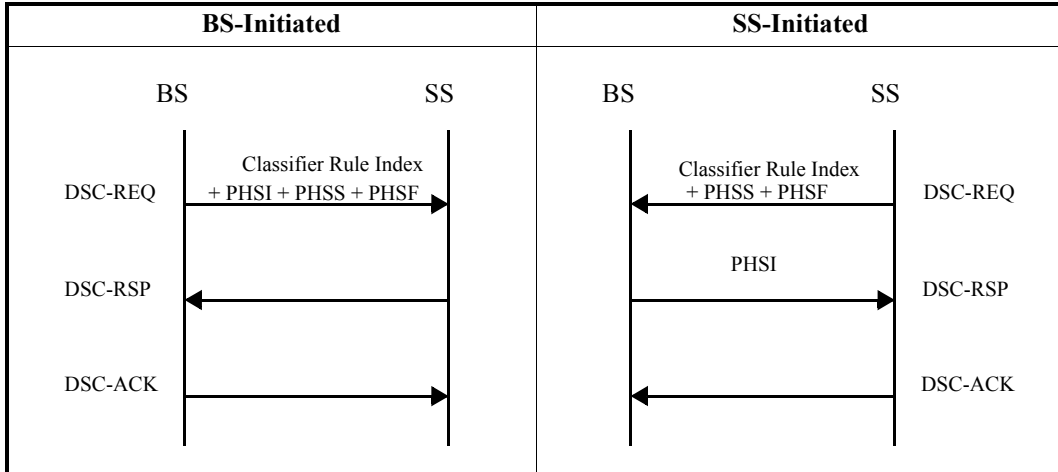 BS-Initiated
SS-Initiated
BS
SS
BS
SS
DSC-REQ
Classifier Rule Index
+ PHSI + PHSS + PHSF
Classifier Rule Index
+ PHSS + PHSF
DSC-REQ
DSC-RSP
PHSI
DSC-RSP
DSC-ACK
DSC-ACK